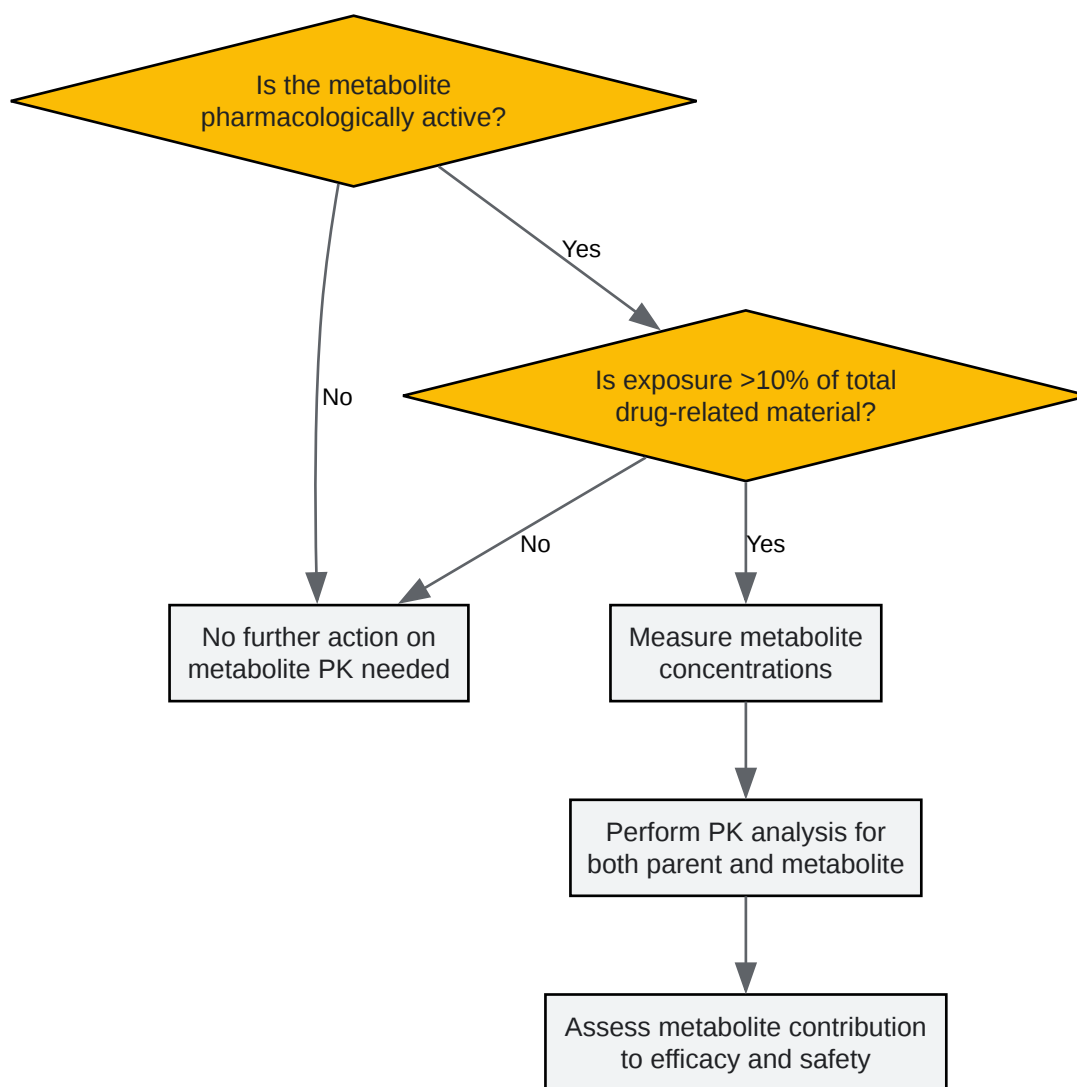 Is the metabolite
pharmacologically active?
Yes
Is exposure >10% of total
drug-related material?
No
No
Yes
No further action on
metabolite PK needed
Measure metabolite
concentrations
Perform PK analysis for
both parent and metabolite
Assess metabolite contribution
to efficacy and safety